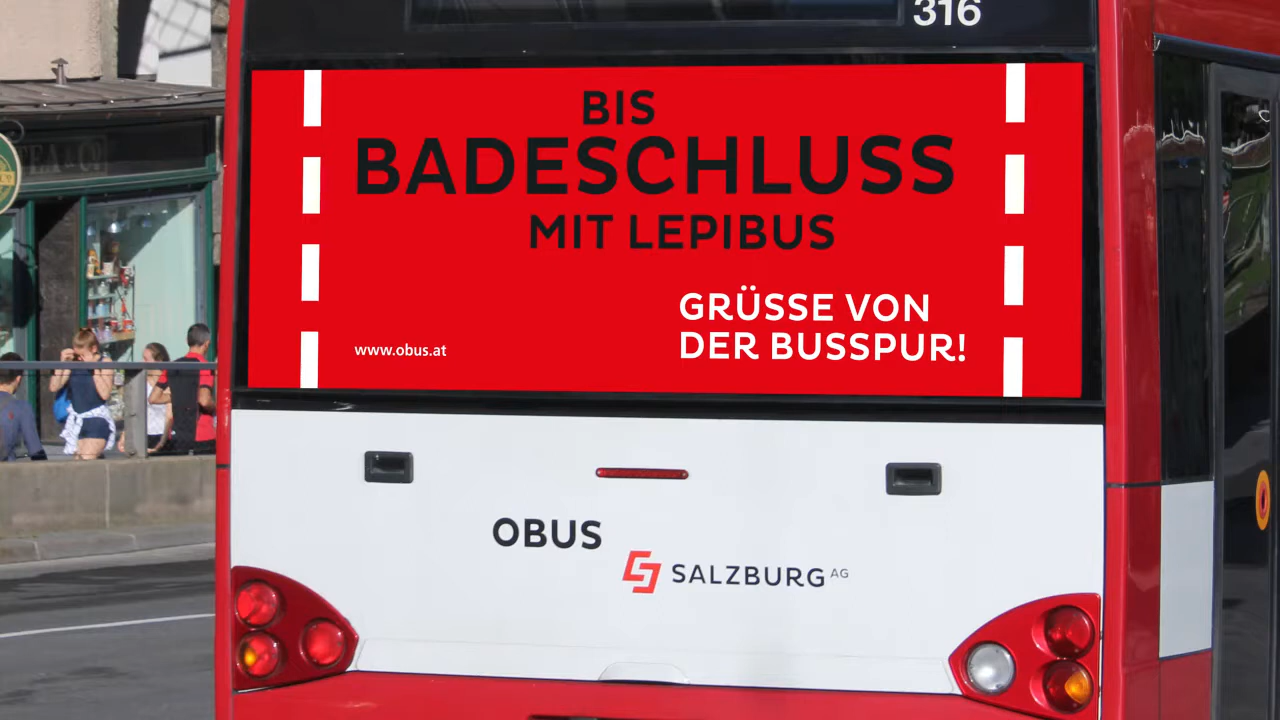 316
BIS
BADESCHLUSS
MIT LEPIBUS
GRÜSSE VON
DER BUSSPUR!
www.obus.at
OBUS
SALZBURG AG